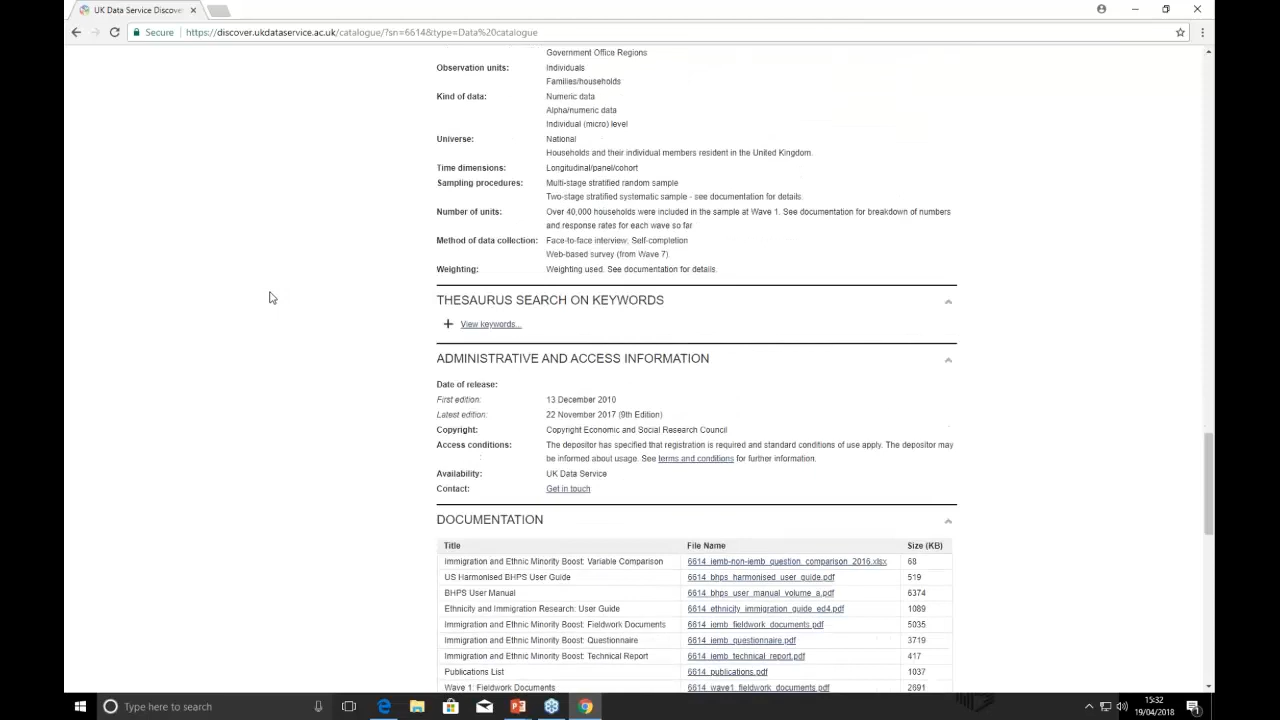 UK Data Service Discover
Secure
https://discover.ukdataservice.ac.uk/catalogue/?sn=6614&type=Data%20catalogue
Government Office Regions
Observation units: Individuals
Families/households
Kind of data: Numeric data
Alpha/numeric data
Individual (micro) level
Universe: National
Households and their individual members resident in the United Kingdom.
Time dimensions: Longitudinal/panel/cohort
Sampling procedures: Multi-stage stratified random sample
Two-stage stratified systematic sample - see documentation for details.
Number of units: Over 40,000 households were included in the sample at Wave 1. See documentation for breakdown of numbers
and response rates for each wave so far
Method of data collection: Face-to-face interview; Self-completion
Web-based survey (from Wave 7)
Weighting: Weighting used. See documentation for details.
THESAURUS SEARCH ON KEYWORDS
View keywords...
ADMINISTRATIVE AND ACCESS INFORMATION
Date of release:
First edition: 13 December 2010
Latest edition: 22 November 2017 (9th Edition)
Copyright: Copyright Economic and Social Research Council
Access conditions: The depositor has specified that registration is required and standard conditions of use apply. The depositor may
be informed about usage. See terms and conditions for further information.
Availability: UK Data Service
Contact: Get in touch
DOCUMENTATION
Title File Name Size (KB)
Immigration and Ethnic Minority Boost: Variable Comparison 6614_iemb-non-iemb_question_comparison_2016.xlsx 68
US Harmonised BHPS User Guide 6614_bhps_harmonised_user_guide.pdf 519
BHPS User Manual 6614_bhps_user_manual_volume_a.pdf 6374
Ethnicity and Immigration Research: User Guide 6614_ethnicity_immigration_guide_ed4.pdf 1089
Immigration and Ethnic Minority Boost: Fieldwork Documents 6614_iemb_fieldwork_documents.pdf 5035
Immigration and Ethnic Minority Boost: Questionnaire 6614_iemb_questionnaire.pdf 3719
Immigration and Ethnic Minority Boost: Technical Report 6614_iemb_technical_report.pdf 417
Publications List 6614_publications.pdf 1037
Wave 1: Fieldwork Documents 6614_wave1_fieldwork_documents.pdf 2691
Type here to search
15:32
19/04/2018